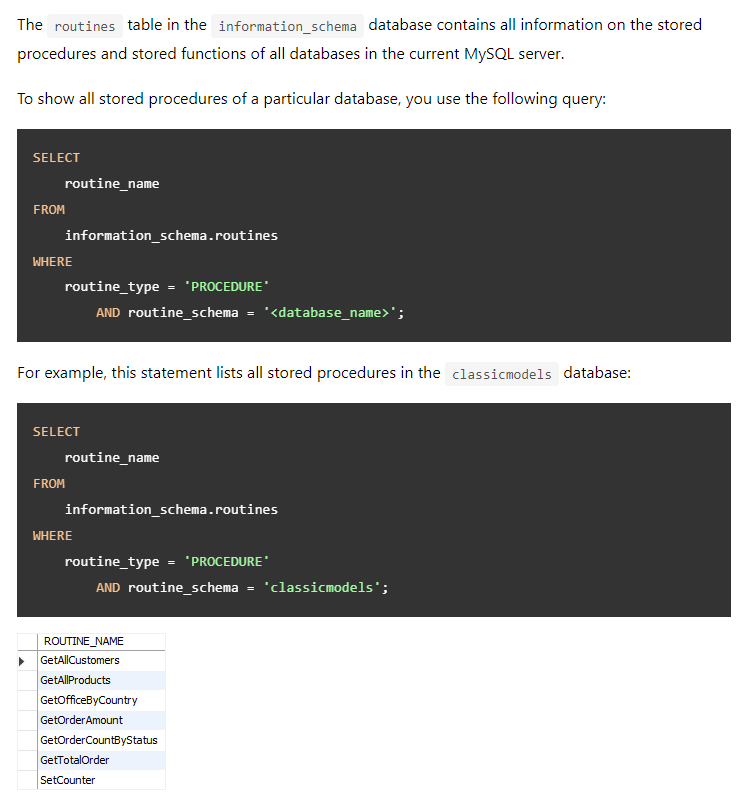 The routines table in the information_schema database contains all information on the stored
procedures and stored functions of all databases in the current MySQL server.
To show all stored procedures of a particular database, you use the following query:
SELECT
    routine_name
FROM
    information_schema.routines
WHERE
    routine_type = 'PROCEDURE'
        AND routine_schema = '<database_name>';
For example, this statement lists all stored procedures in the classicmodels database:
SELECT
    routine_name
FROM
    information_schema.routines
WHERE
    routine_type = 'PROCEDURE'
        AND routine_schema = 'classicmodels';
ROUTINE_NAME
GetAllCustomers
GetAllProducts
GetOfficeByCountry
GetOrderAmount
GetOrderCountByStatus
GetTotalOrder
SetCounter